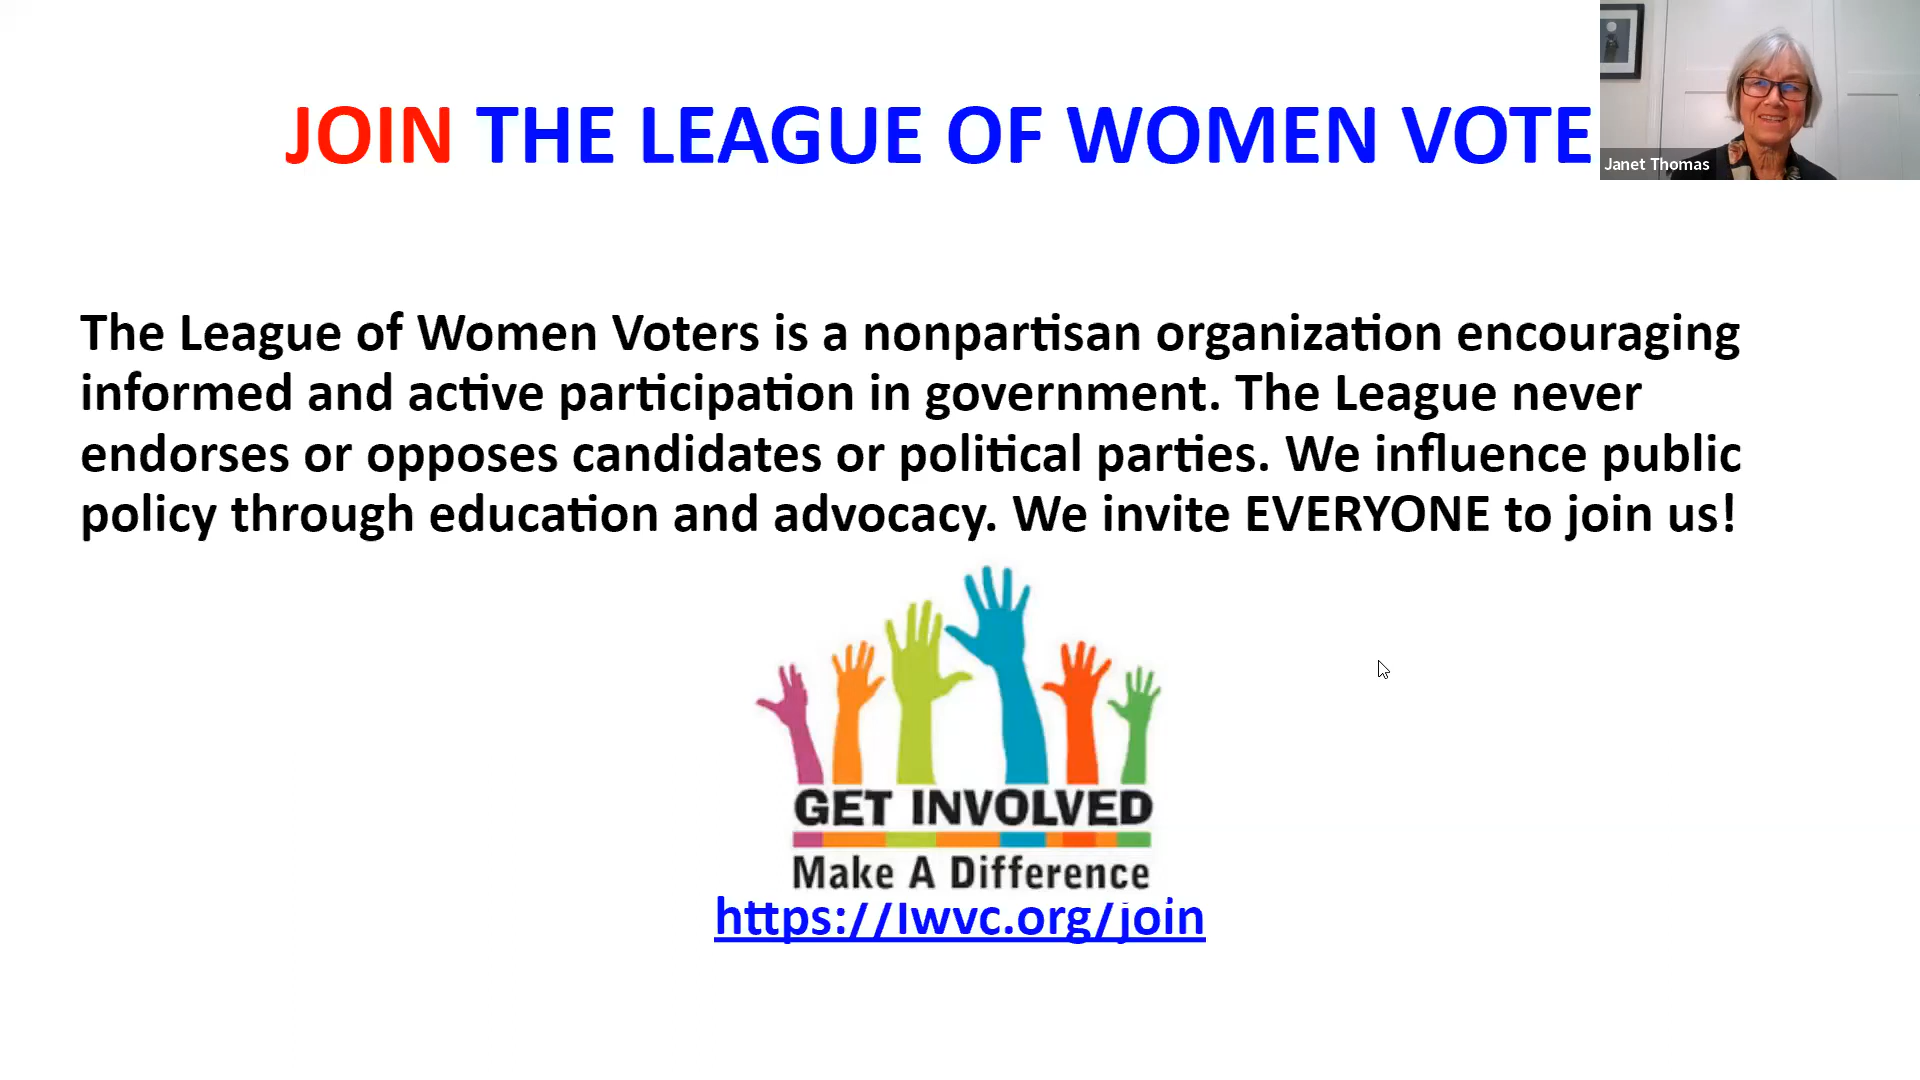 JOIN THE LEAGUE OF WOMEN VOTE
Janet Thomas
The League of Women Voters is a nonpartisan organization encouraging
informed and active participation in government. The League never
endorses or opposes candidates or political parties. We influence public
policy through education and advocacy. We invite EVERYONE to join us!
GET INVOLVED
Make A Difference
https://lwvc.org/join